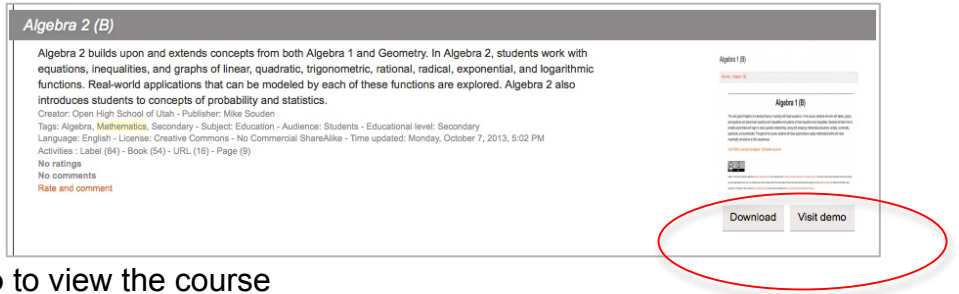 Algebra 2 (B)
Algebra 2 builds upon and extends concepts from both Algebra 1 and Geometry. In Algebra 2, students work with
equations, inequalities, and graphs of linear, quadratic, trigonometric, rational, radical, exponential, and logarithmic
functions. Real-world applications that can be modeled by each of these functions are explored. Algebra 2 also
introduces students to concepts of probability and statistics.
Creator: Open High School of Utah - Publisher: Mike Souden
Tags: Algebra, Mathematics, Secondary - Subject: Education - Audience: Students - Educational level: Secondary
Language: English - License: Creative Commons - No Commercial ShareAlike - Time updated: Monday, October 7, 2013, 5:02 PM
Activities : Label (84) - Book (54) - URL (16) - Page (9)
No ratings
No comments
Rate and comment
Algebra 1 (B)
Algebra 1 (B)
Download Visit demo
to view the course